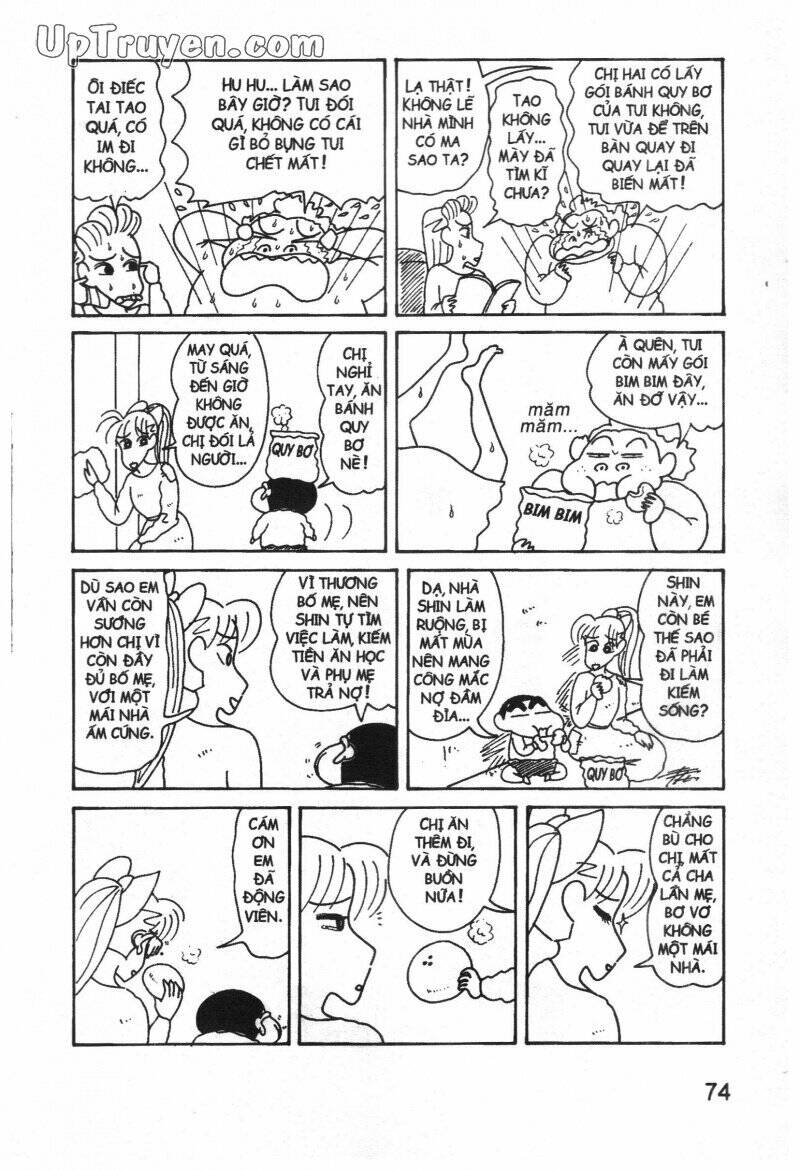 UpTruyen.com
CHỊ HAI CÓ LẤY
GÓI BÁNH QUY BƠ
CỦA TUI KHÔNG,
TUI VỪA ĐỂ TRÊN
BÀN QUAY ĐI
QUAY LẠI ĐÃ
BIẾN MẤT!
TAO
KHÔNG
LẤY...
MÀY ĐÃ
TÌM KĨ
CHƯA?
LẠ THẬT!
KHÔNG LẼ
NHÀ MÌNH
CÓ MA
SAO TA?
HU HU... LÀM SAO
BÂY GIỜ? TUI ĐÓI
QUÁ, KHÔNG CÓ CÁI
GÌ BỎ BỤNG TUI
CHẾT MẤT!
ÔI ĐIẾC
TAI TAO
QUÁ, CÓ
IM ĐI
KHÔNG...
À QUÊN, TUI
CÒN MẤY GÓI
BIM BIM ĐÂY,
ĂN ĐỠ VẬY...
măm
măm...
BIM BIM
CHỊ
NGHỈ
TAY, ĂN
BÁNH
QUY
BƠ
NÈ!
QUY BƠ
MAY QUÁ,
TỪ SÁNG
ĐẾN GIỜ
KHÔNG
ĐƯỢC ĂN,
CHỊ ĐÓI LẢ
NGƯỜI...
SHIN
NÀY, EM
CÒN BÉ
THẾ SAO
ĐÃ PHẢI
ĐI LÀM
KIẾM
SỐNG?
DẠ, NHÀ
SHIN LÀM
RUỘNG, BỊ
MẤT MÙA
NÊN MANG
CÔNG MẮC
NỢ ĐẦM
ĐÌA...
QUY BƠ
VÌ THƯƠNG
BỐ MẸ, NÊN
SHIN TỰ TÌM
VIỆC LÀM, KIẾM
TIỀN ĂN HỌC
VÀ PHỤ MẸ
TRẢ NỢ!
DÙ SAO EM
VẪN CÒN
SƯỚNG
HƠN CHỊ VÌ
CÒN ĐẦY
ĐỦ BỐ MẸ,
VỚI MỘT
MÁI NHÀ
ẤM CÚNG.
CHẲNG
BÙ CHO
CHỊ, MẤT
CẢ CHA
LẪN MẸ,
BƠ VƠ
KHÔNG
MỘT MÁI
NHÀ.
CHỊ ĂN
THÊM ĐI,
VÀ ĐỪNG
BUỒN
NỮA!
CẢM
ƠN
EM
ĐÃ
ĐỘNG
VIÊN.
74